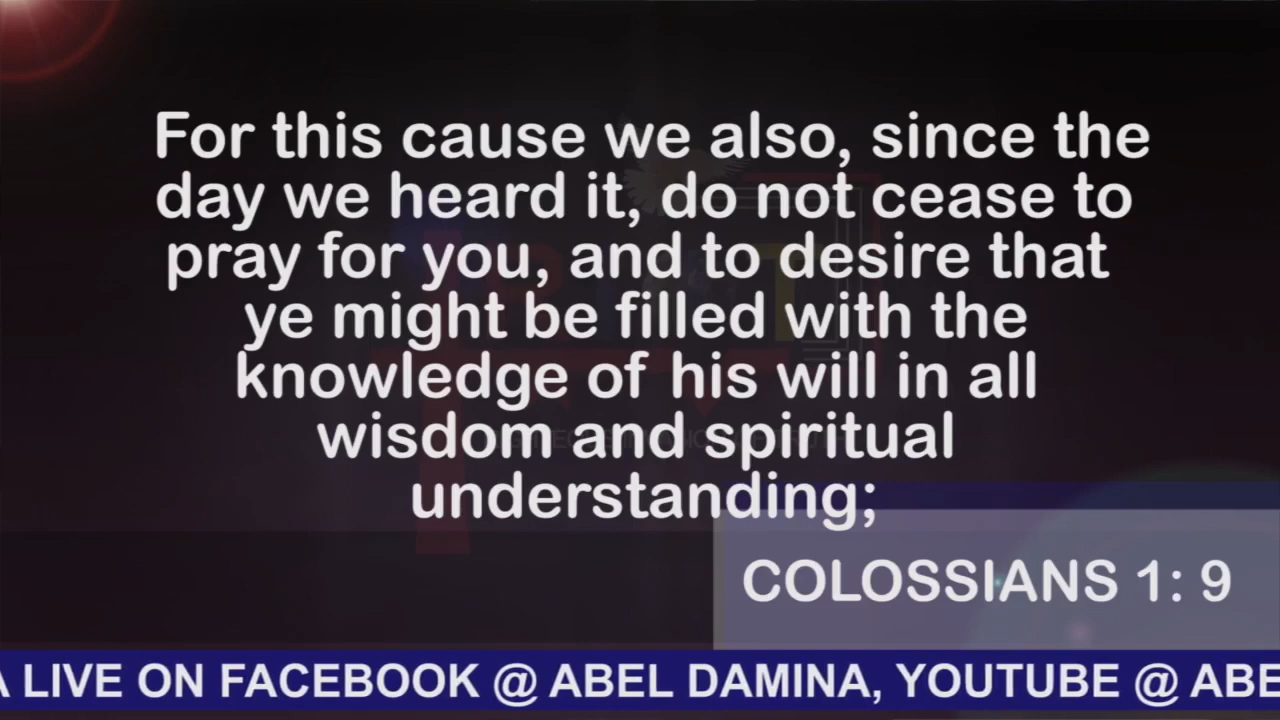 For this cause we also, since the
day we heard it, do not cease to
pray for you, and to desire that
ye might be filled with the
knowledge of his will in all
wisdom and spiritual
understanding;
COLOSSIANS 1: 9
LIVE ON FACEBOOK @ ABEL DAMINA, YOUTUBE @